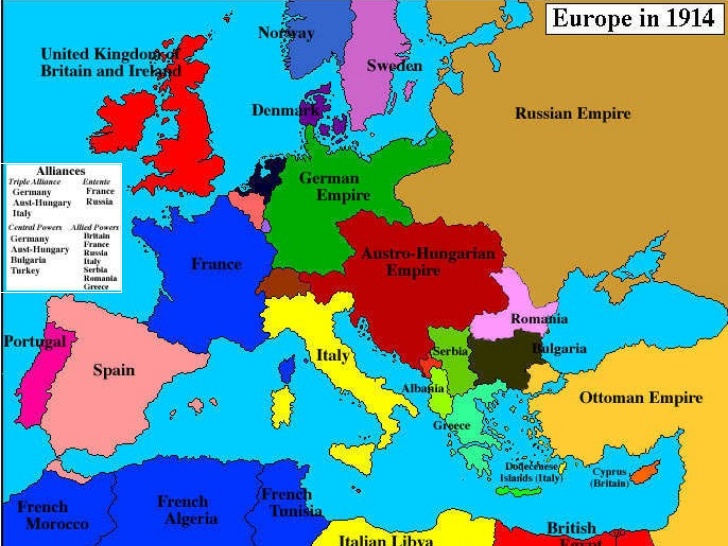 Europe in 1914
Norway
United Kingdom of
Britain and Ireland
Sweden
Denmark
Russian Empire
German
Empire
Alliances
Triple Alliance
Germany
Aust-Hungary
Italy
Entente
France
Russia
Central Powers
Germany
Aust-Hungary
Bulgaria
Turkey
Allied Powers
Britain
France
Russia
Italy
Serbia
Romania
Greece
France
Austro-Hungarian
Empire
Romania
Portugal
Spain
Italy
Serbia
Bulgaria
Albania
Ottoman Empire
Greece
Dodecenese
Islands (Italy)
Cyprus
(Britain)
French
Morocco
French
Algeria
French
Tunisia
Italian Libya
British
Egypt